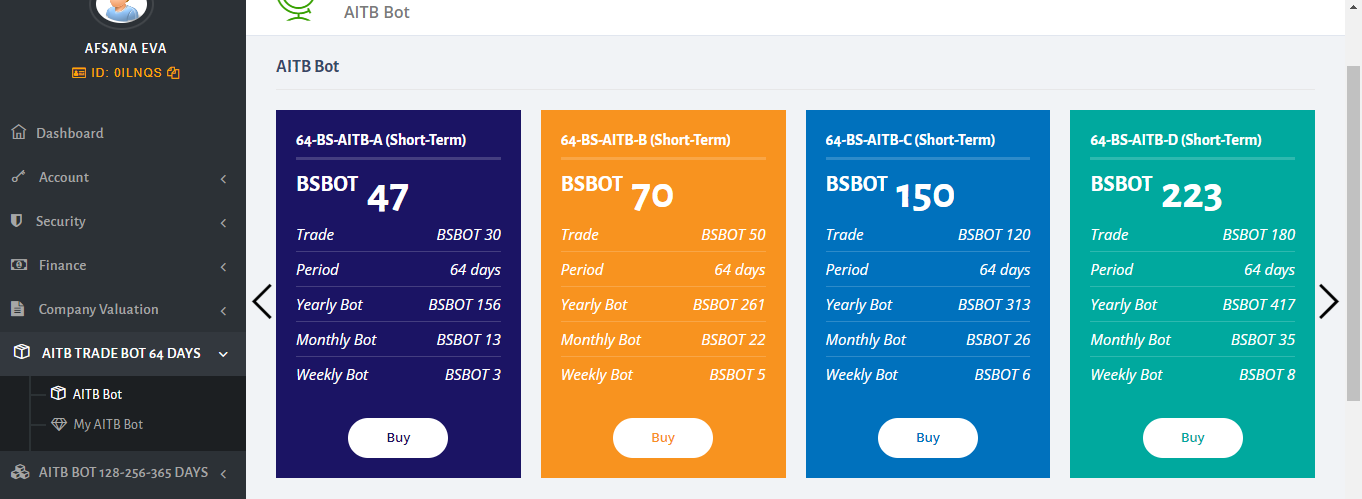 AITB Bot
AFSANA EVA
ID: 0ILNQS
Dashboard
Account
Security
Finance
Company Valuation
AITB TRADE BOT 64 DAYS
AITB Bot
My AITB Bot
AITB BOT 128-256-365 DAYS
AITB Bot
64-BS-AITB-A (Short-Term)
BSBOT 47
Trade BSBOT 30
Period 64 days
Yearly Bot BSBOT 156
Monthly Bot BSBOT 13
Weekly Bot BSBOT 3
Buy
64-BS-AITB-B (Short-Term)
BSBOT 70
Trade BSBOT 50
Period 64 days
Yearly Bot BSBOT 261
Monthly Bot BSBOT 22
Weekly Bot BSBOT 5
Buy
64-BS-AITB-C (Short-Term)
BSBOT 150
Trade BSBOT 120
Period 64 days
Yearly Bot BSBOT 313
Monthly Bot BSBOT 26
Weekly Bot BSBOT 6
Buy
64-BS-AITB-D (Short-Term)
BSBOT 223
Trade BSBOT 180
Period 64 days
Yearly Bot BSBOT 417
Monthly Bot BSBOT 35
Weekly Bot BSBOT 8
Buy